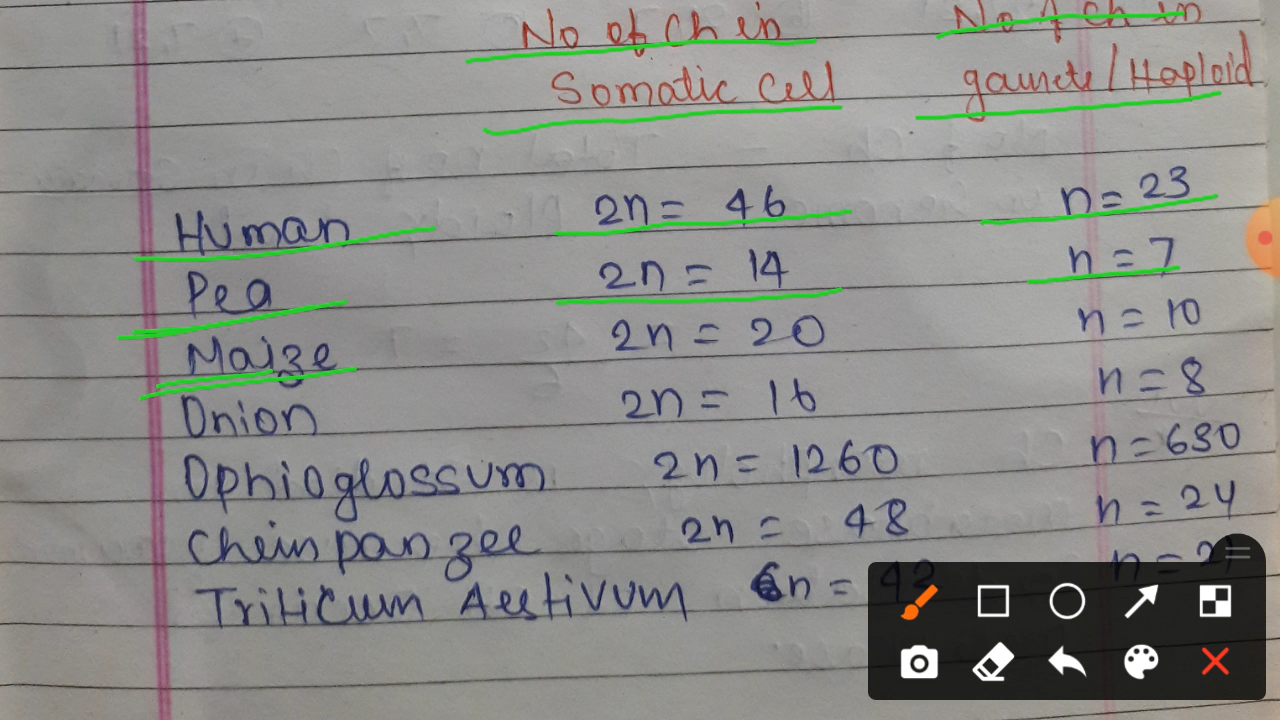 No of Ch in No of Ch in
Somatic Cell gamete/Haploid
Human 2n = 46 n = 23
Pea 2n = 14 n = 7
Maize 2n = 20 n = 10
Onion 2n = 16 n = 8
Ophioglossum 2n = 1260 n = 630
Cheinpanzee 2n = 48 n = 24
Triticum Aestivum 6n = 42 n = 21